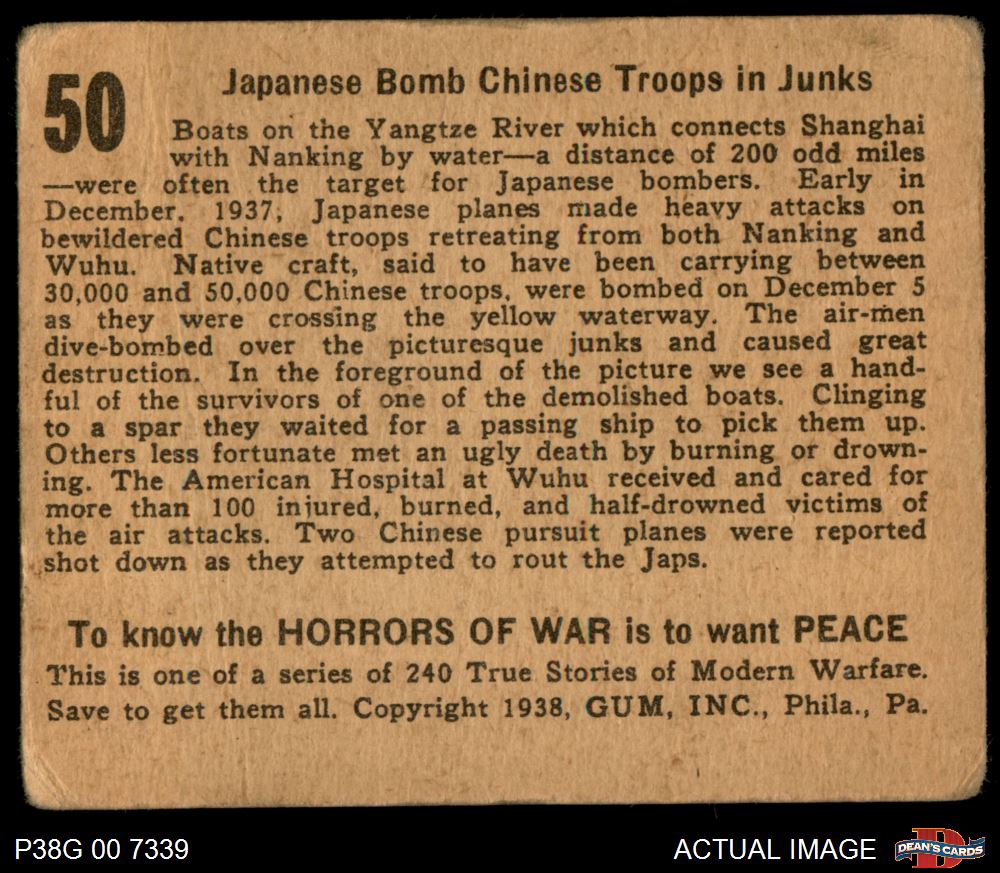 50
Japanese Bomb Chinese Troops in Junks
Boats on the Yangtze River which connects Shanghai
with Nanking by water—a distance of 200 odd miles
—were often the target for Japanese bombers. Early in
December, 1937, Japanese planes made heavy attacks on
bewildered Chinese troops retreating from both Nanking and
Wuhu. Native craft, said to have been carrying between
30,000 and 50,000 Chinese troops, were bombed on December 5
as they were crossing the yellow waterway. The air-men
dive-bombed over the picturesque junks and caused great
destruction. In the foreground of the picture we see a hand-
ful of the survivors of one of the demolished boats. Clinging
to a spar they waited for a passing ship to pick them up.
Others less fortunate met an ugly death by burning or drown-
ing. The American Hospital at Wuhu received and cared for
more than 100 injured, burned, and half-drowned victims of
the air attacks. Two Chinese pursuit planes were reported
shot down as they attempted to rout the Japs.
To know the HORRORS OF WAR is to want PEACE
This is one of a series of 240 True Stories of Modern Warfare.
Save to get them all. Copyright 1938, GUM, INC., Phila., Pa.
P38G 00 7339
ACTUAL IMAGE
D
DEAN'S CARDS